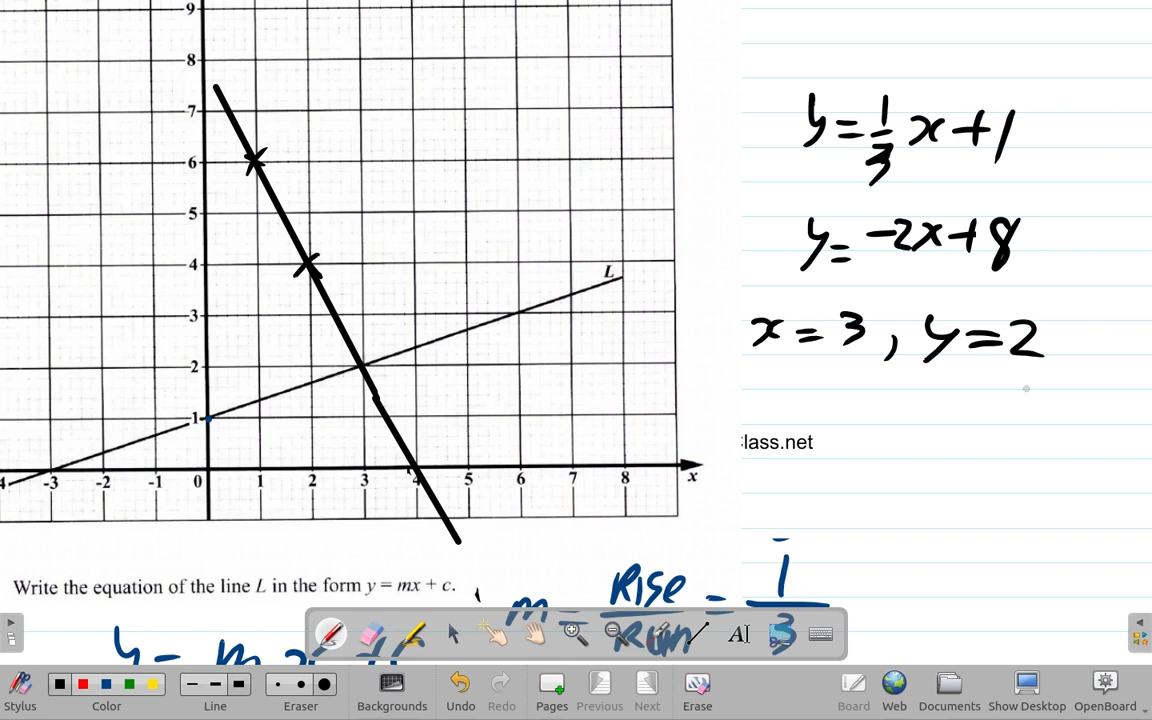 9
8
7
6
5
4
3
2
1
L
4 -3 -2 -1 0 1 2 3 4 5 6 7 8 x
y = 1/3 x + 1
y = -2x + 8
x = 3 , y = 2
lass.net
Write the equation of the line L in the form y = mx + c.
m = Rise = 1
Run 3
y = mx + c
Stylus Color Line Eraser Backgrounds Undo Redo Pages Previous Next Erase Board Web Documents Show Desktop OpenBoard